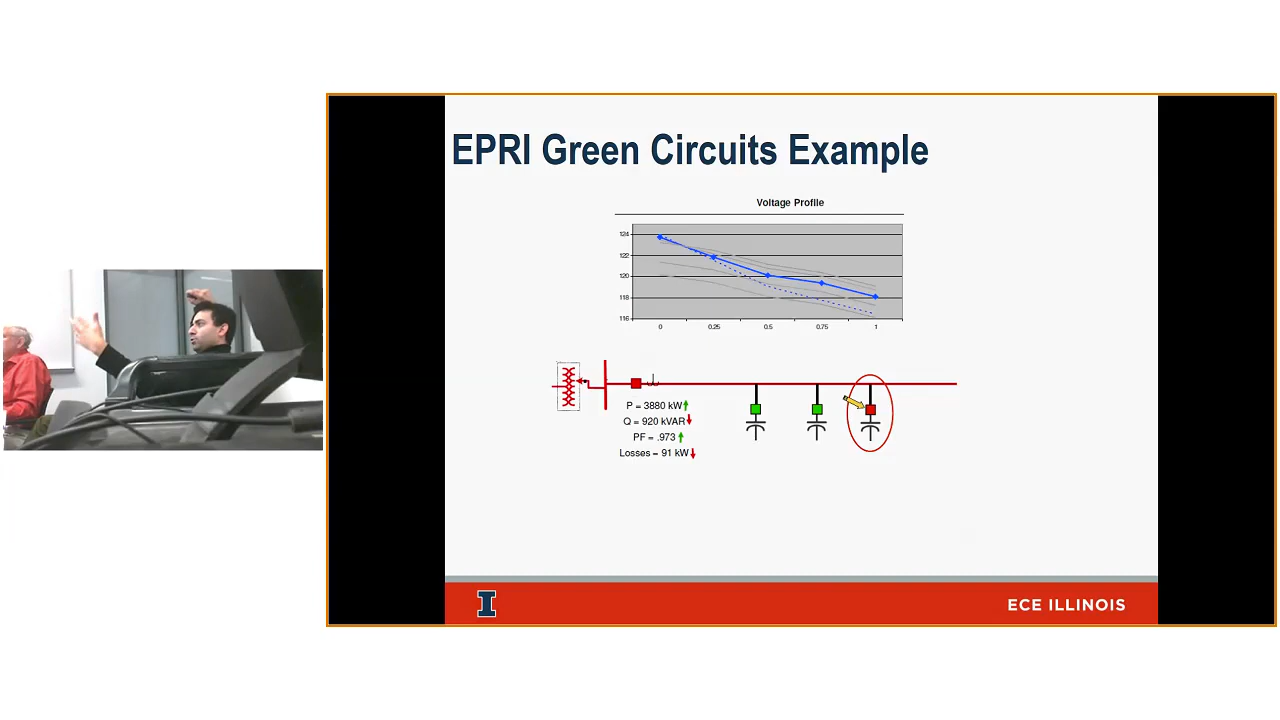 EPRI Green Circuits Example
Voltage Profile
124
122
120
118
116
0 0.25 0.5 0.75 1
P = 3880 kW
Q = 920 kVAR
PF = .973
Losses = 91 kW
I
ECE ILLINOIS